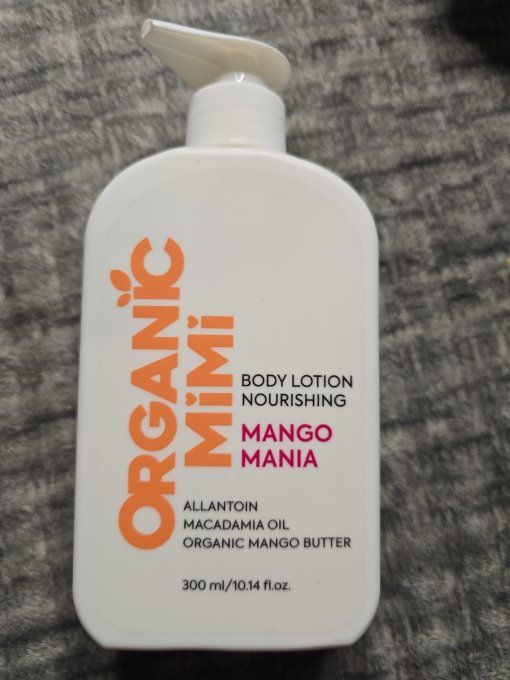 ORGANIC
MiMi
BODY LOTION
NOURISHING
MANGO
MANIA
ALLANTOIN
MACADAMIA OIL
ORGANIC MANGO BUTTER
300 ml/10.14 fl.oz.